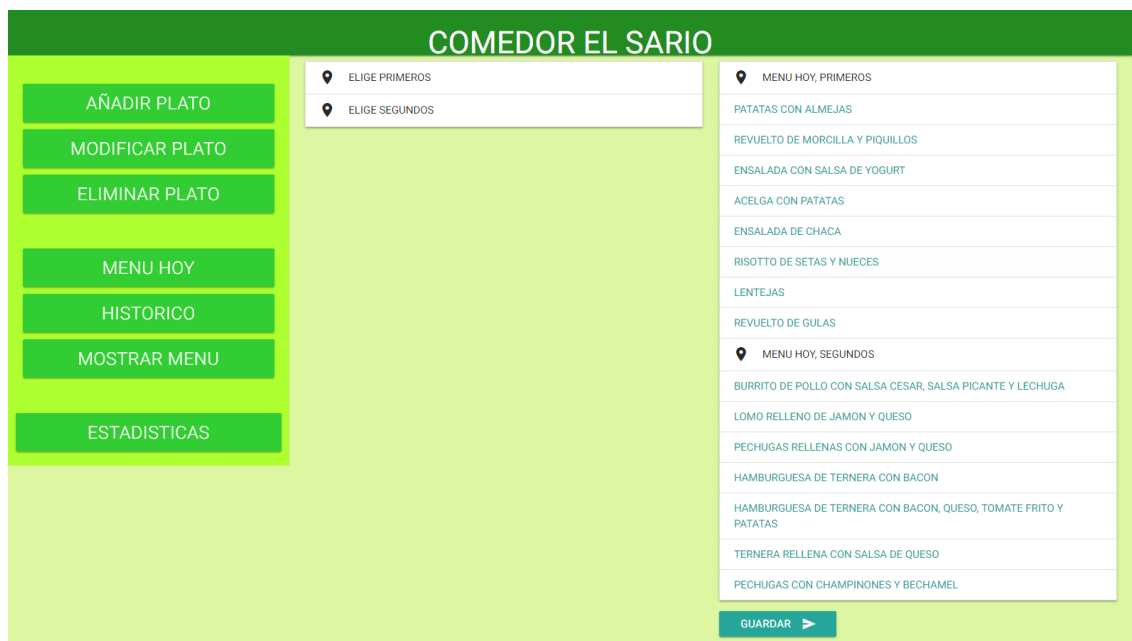 COMEDOR EL SARIO
AÑADIR PLATO
MODIFICAR PLATO
ELIMINAR PLATO
MENU HOY
HISTORICO
MOSTRAR MENU
ESTADISTICAS
ELIGE PRIMEROS
ELIGE SEGUNDOS
MENU HOY, PRIMEROS
PATATAS CON ALMEJAS
REVUELTO DE MORCILLA Y PIQUILLOS
ENSALADA CON SALSA DE YOGURT
ACELGA CON PATATAS
ENSALADA DE CHACA
RISOTTO DE SETAS Y NUECES
LENTEJAS
REVUELTO DE GULAS
MENU HOY, SEGUNDOS
BURRITO DE POLLO CON SALSA CESAR, SALSA PICANTE Y LECHUGA
LOMO RELLENO DE JAMON Y QUESO
PECHUGAS RELLENAS CON JAMON Y QUESO
HAMBURGUESA DE TERNERA CON BACON
HAMBURGUESA DE TERNERA CON BACON, QUESO, TOMATE FRITO Y
PATATAS
TERNERA RELLENA CON SALSA DE QUESO
PECHUGAS CON CHAMPINONES Y BECHAMEL
GUARDAR